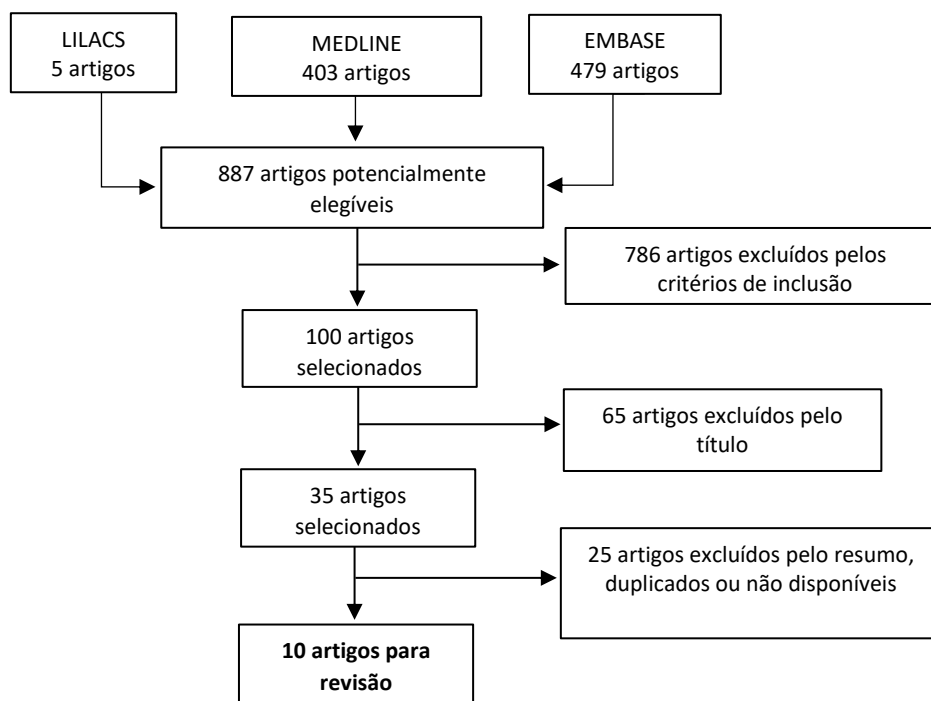 LILACS
5 artigos
MEDLINE
403 artigos
EMBASE
479 artigos
887 artigos potencialmente
elegíveis
786 artigos excluídos pelos
critérios de inclusão
100 artigos
selecionados
65 artigos excluídos pelo
título
35 artigos
selecionados
25 artigos excluídos pelo resumo,
duplicados ou não disponíveis
10 artigos para
revisão